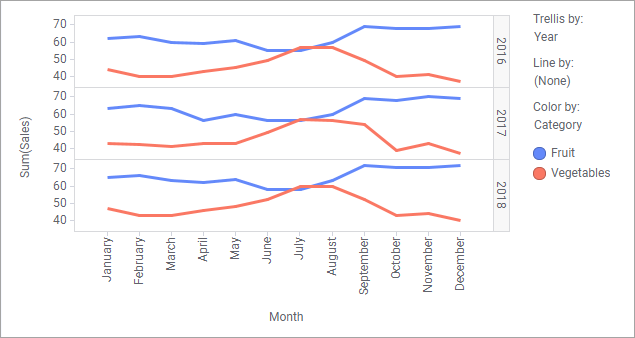 Trellis by:
Year
Line by:
(None)
Color by:
Category
Fruit
Vegetables
Sum(Sales)
70
60
50
40
2016
70
60
50
40
2017
70
60
50
40
2018
January
February
March
April
May
June
July
August
September
October
November
December
Month